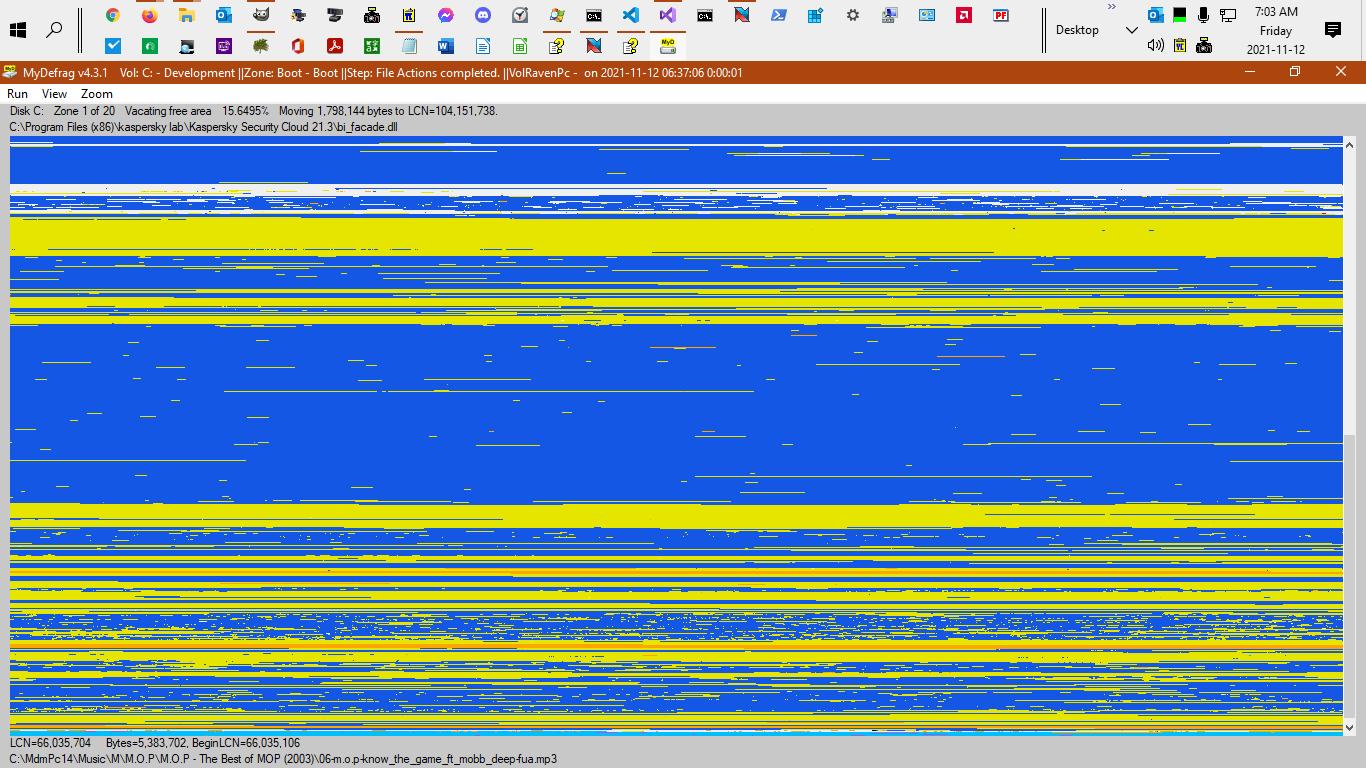 7:03 AM
Desktop
Friday
2021-11-12
MyDefrag v4.3.1 Vol: C: - Development ||Zone: Boot - Boot ||Step: File Actions completed. ||VolRavenPc - on 2021-11-12 06:37:06 0:00:01
Run View Zoom
Disk C: Zone 1 of 20 Vacating free area 15.6495% Moving 1,798,144 bytes to LCN=104,151,738.
C:\Program Files (x86)\kaspersky lab\Kaspersky Security Cloud 21.3\bi_facade.dll
LCN=66,035,704 Bytes=5,383,702, BeginLCN=66,035,106
C:\MdmPc14\Music\M\M.O.P\M.O.P - The Best of MOP (2003)\06-m.o.p-know_the_game_ft_mobb_deep-fua.mp3